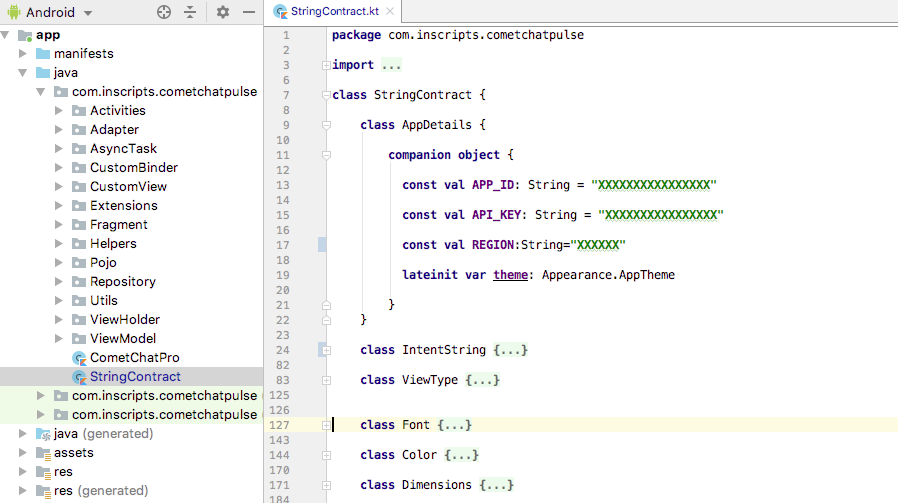 Android
app
manifests
java
com.inscripts.cometchatpulse
Activities
Adapter
AsyncTask
CustomBinder
CustomView
Extensions
Fragment
Helpers
Pojo
Repository
Utils
ViewHolder
ViewModel
CometChatPro
StringContract
com.inscripts.cometchatpulse
com.inscripts.cometchatpulse
java (generated)
assets
res
res (generated)
StringContract.kt
1 package com.inscripts.cometchatpulse
2
3 import ...
6
7 class StringContract {
8
9 class AppDetails {
10
11 companion object {
12
13 const val APP_ID: String = "XXXXXXXXXXXXXXXX"
14
15 const val API_KEY: String = "XXXXXXXXXXXXXXXX"
16
17 const val REGION:String="XXXXXX"
18
19 lateinit var theme: Appearance.AppTheme
20
21 }
22 }
23
24 class IntentString {...}
82
83 class ViewType {...}
125
126
127 class Font {...}
143
144 class Color {...}
170
171 class Dimensions {...}
184